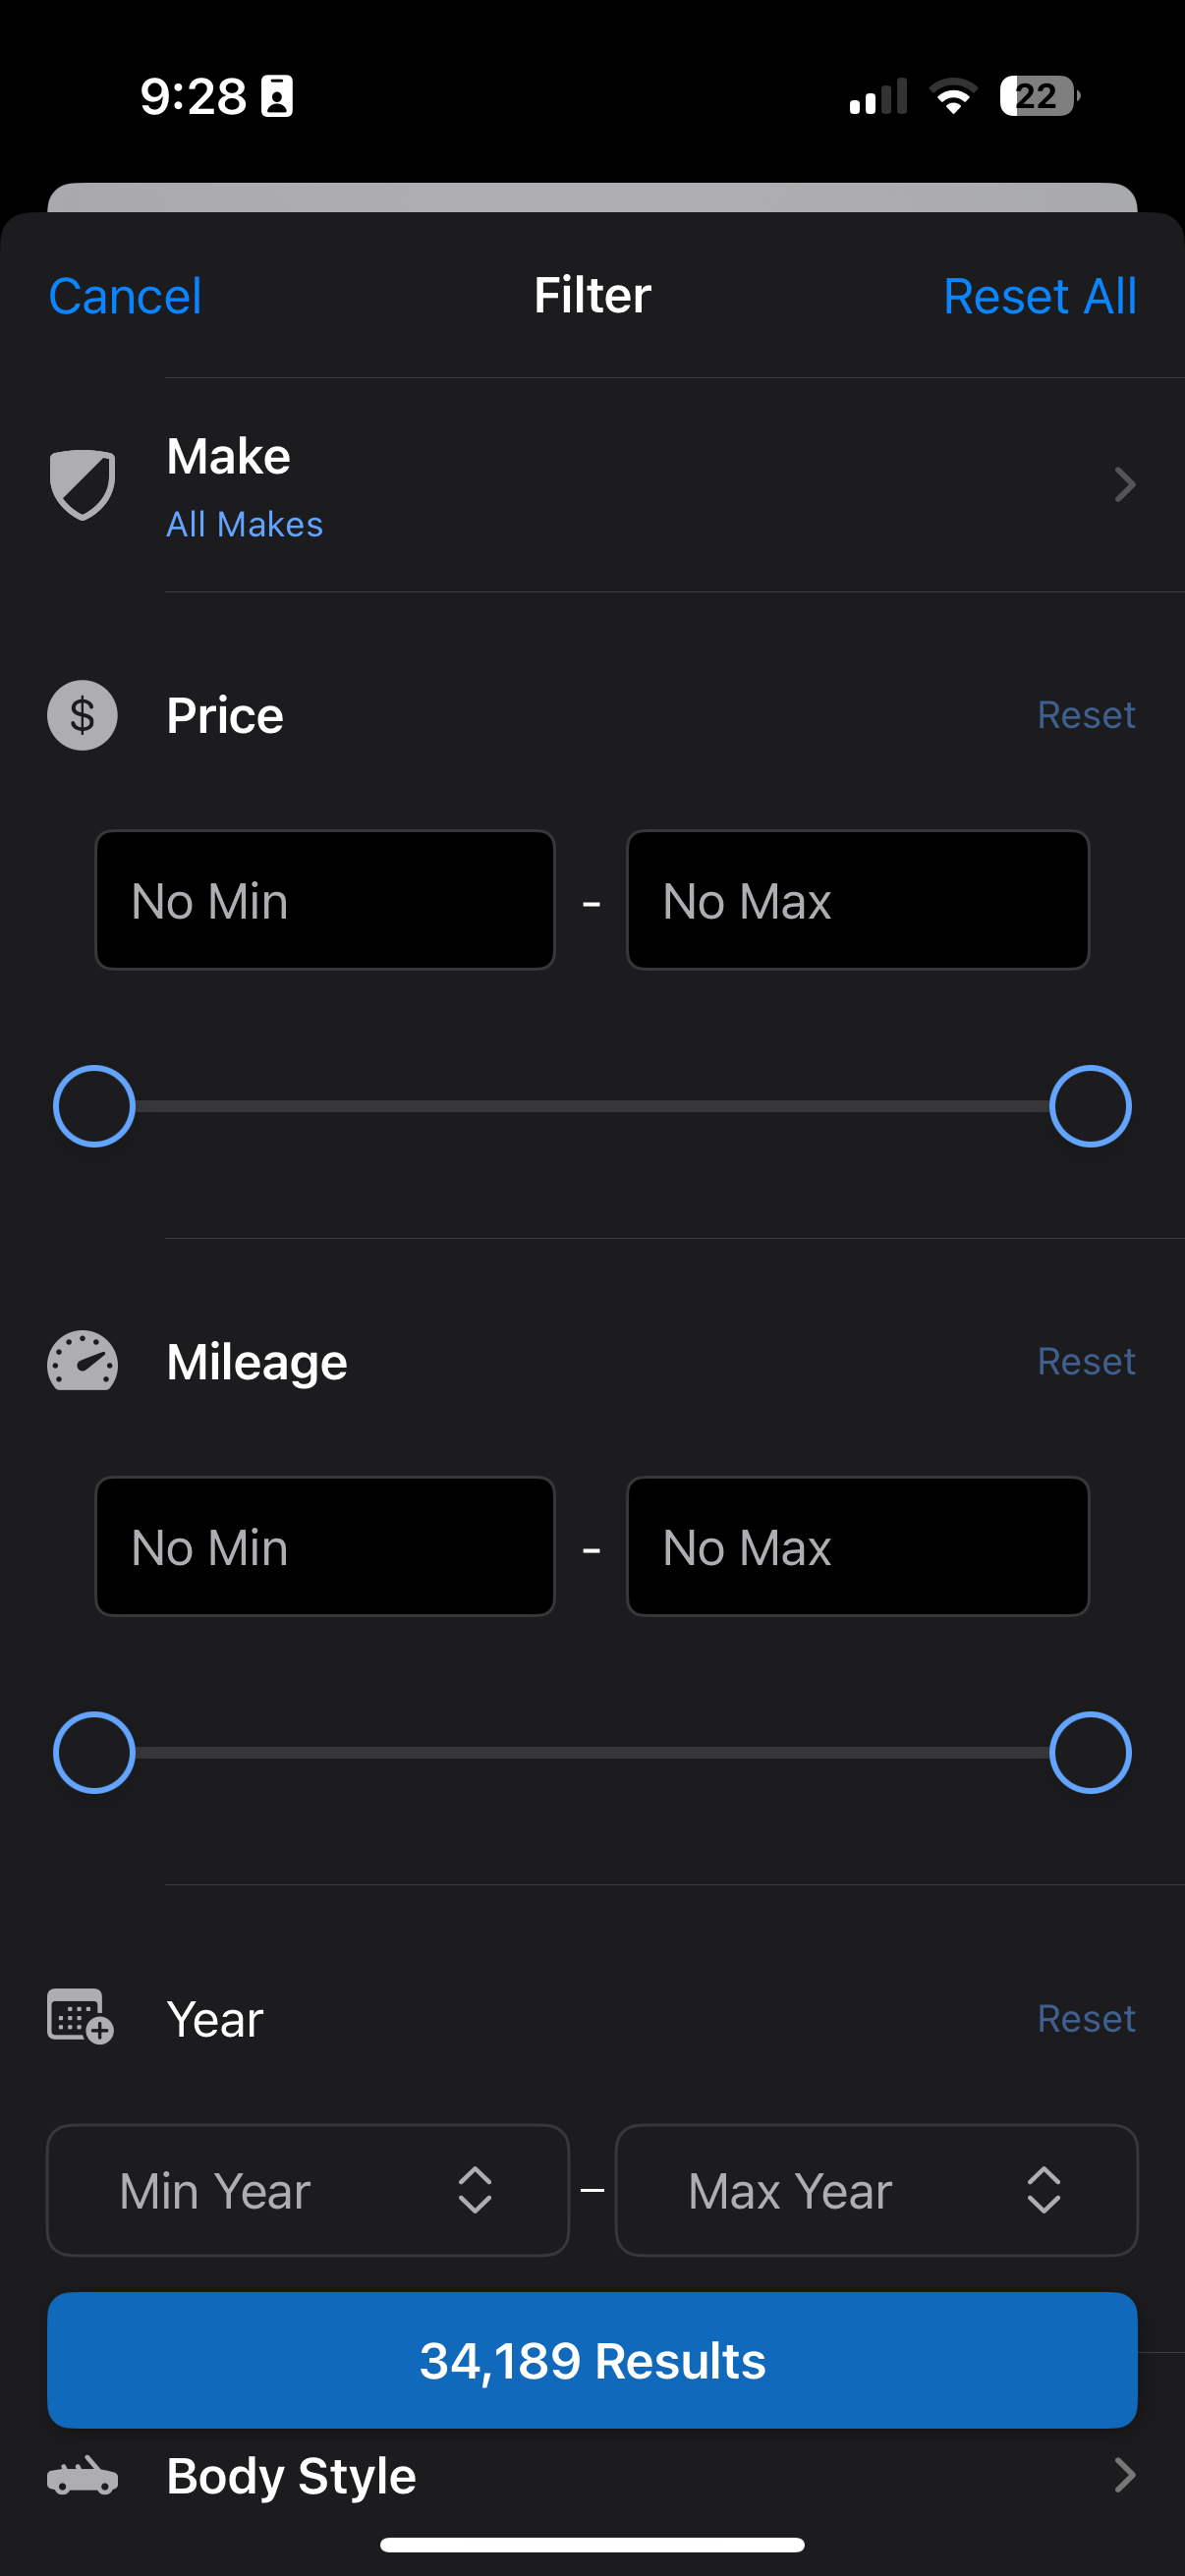 9:28
22
Cancel Filter Reset All
Make
All Makes
$ Price Reset
No Min - No Max
Mileage Reset
No Min - No Max
Year Reset
Min Year – Max Year
34,189 Results
Body Style